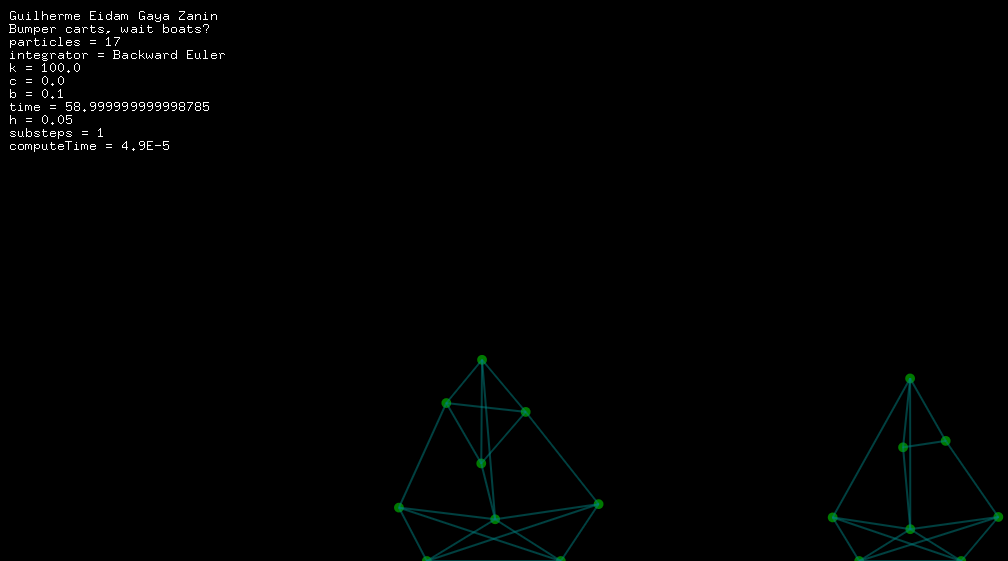 Guilherme Eidam Gaya Zanin
Bumper carts, wait boats?
particles = 17
integrator = Backward Euler
k = 100.0
c = 0.0
b = 0.1
time = 58.999999999998785
h = 0.05
substeps = 1
computeTime = 4.9E-5